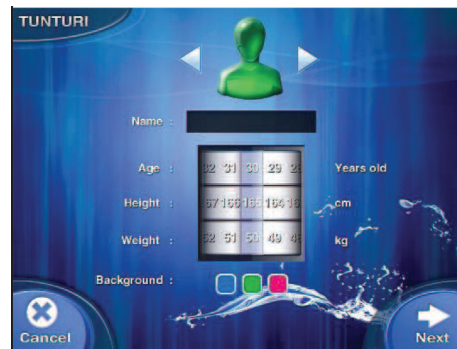 TUNTURI
Name :
Age : 32 31 30 29 Years old
Height : 166 165 164 cm
Weight : 52 51 50 49 kg
Background :
Cancel
Next